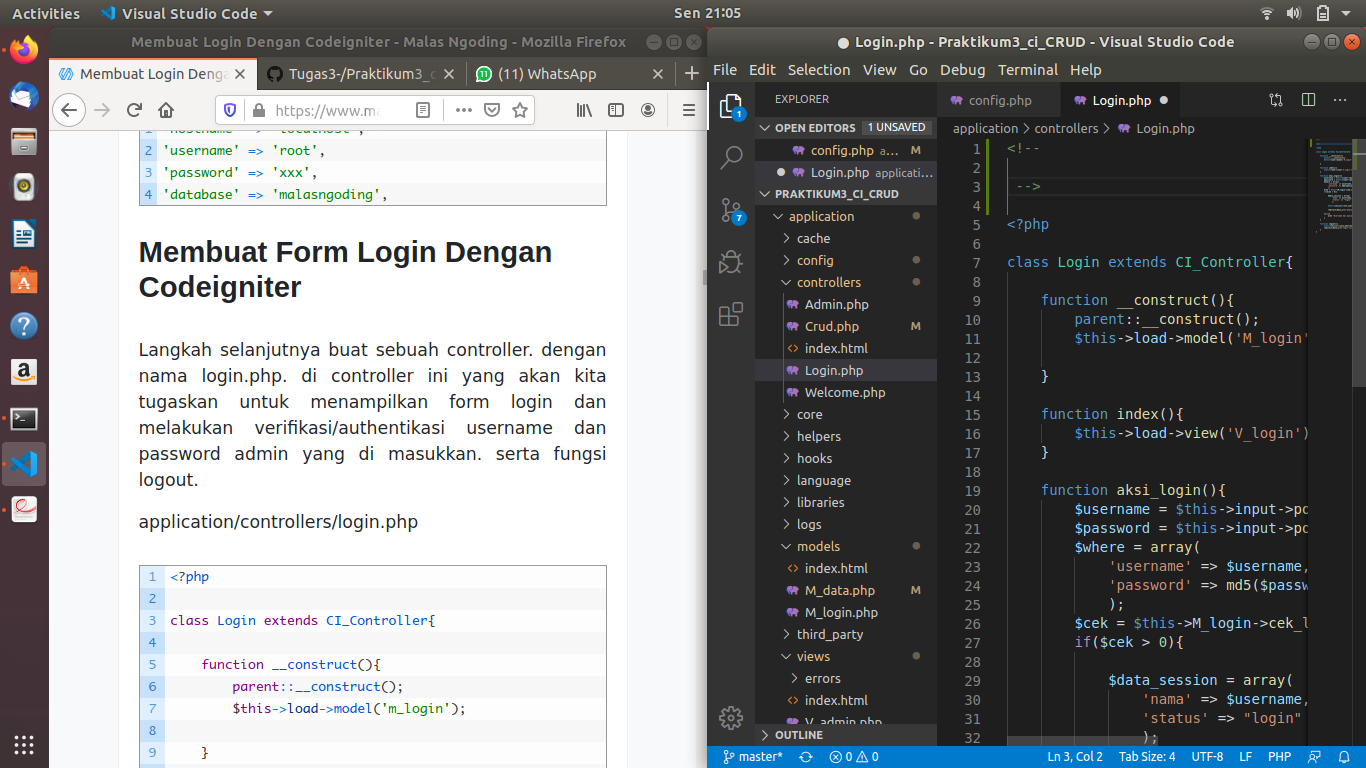 Activities
Visual Studio Code
Sen 21:05
Membuat Login Dengan Codeigniter - Malas Ngoding - Mozilla Firefox
Membuat Login Denga
Tugas3-/Praktikum3_c
(11) WhatsApp
https://www.ma
2 'username' => 'root',
3 'password' => 'xxx',
4 'database' => 'malasngoding',
Membuat Form Login Dengan
Codeigniter
Langkah selanjutnya buat sebuah controller. dengan
nama login.php. di controller ini yang akan kita
tugaskan untuk menampilkan form login dan
melakukan verifikasi/authentikasi username dan
password admin yang di masukkan. serta fungsi
logout.
application/controllers/login.php
1 <?php
2
3 class Login extends CI_Controller{
4
5 function __construct(){
6 parent::__construct();
7 $this->load->model('m_login');
8
9 }
● Login.php - Praktikum3_ci_CRUD - Visual Studio Code
File Edit Selection View Go Debug Terminal Help
1
7
EXPLORER
OPEN EDITORS 1 UNSAVED
config.php a... M
Login.php applicati...
PRAKTIKUM3_CI_CRUD
application
cache
config
controllers
Admin.php
Crud.php M
index.html
Login.php
Welcome.php
core
helpers
hooks
language
libraries
logs
models
index.html
M_data.php M
M_login.php
third_party
views
errors
index.html
V_admin.php
OUTLINE
config.php
Login.php
application > controllers > Login.php
1 <!--
2
3 -->
4
5 <?php
6
7 class Login extends CI_Controller{
8
9 function __construct(){
10 parent::__construct();
11 $this->load->model('M_login'
12
13 }
14
15 function index(){
16 $this->load->view('V_login')
17 }
18
19 function aksi_login(){
20 $username = $this->input->po
21 $password = $this->input->po
22 $where = array(
23 'username' => $username,
24 'password' => md5($passw
25 );
26 $cek = $this->M_login->cek_l
27 if($cek > 0){
28
29 $data_session = array(
30 'nama' => $username,
31 'status' => "login"
32 );
master* 0 0 Ln 3, Col 2 Tab Size: 4 UTF-8 LF PHP